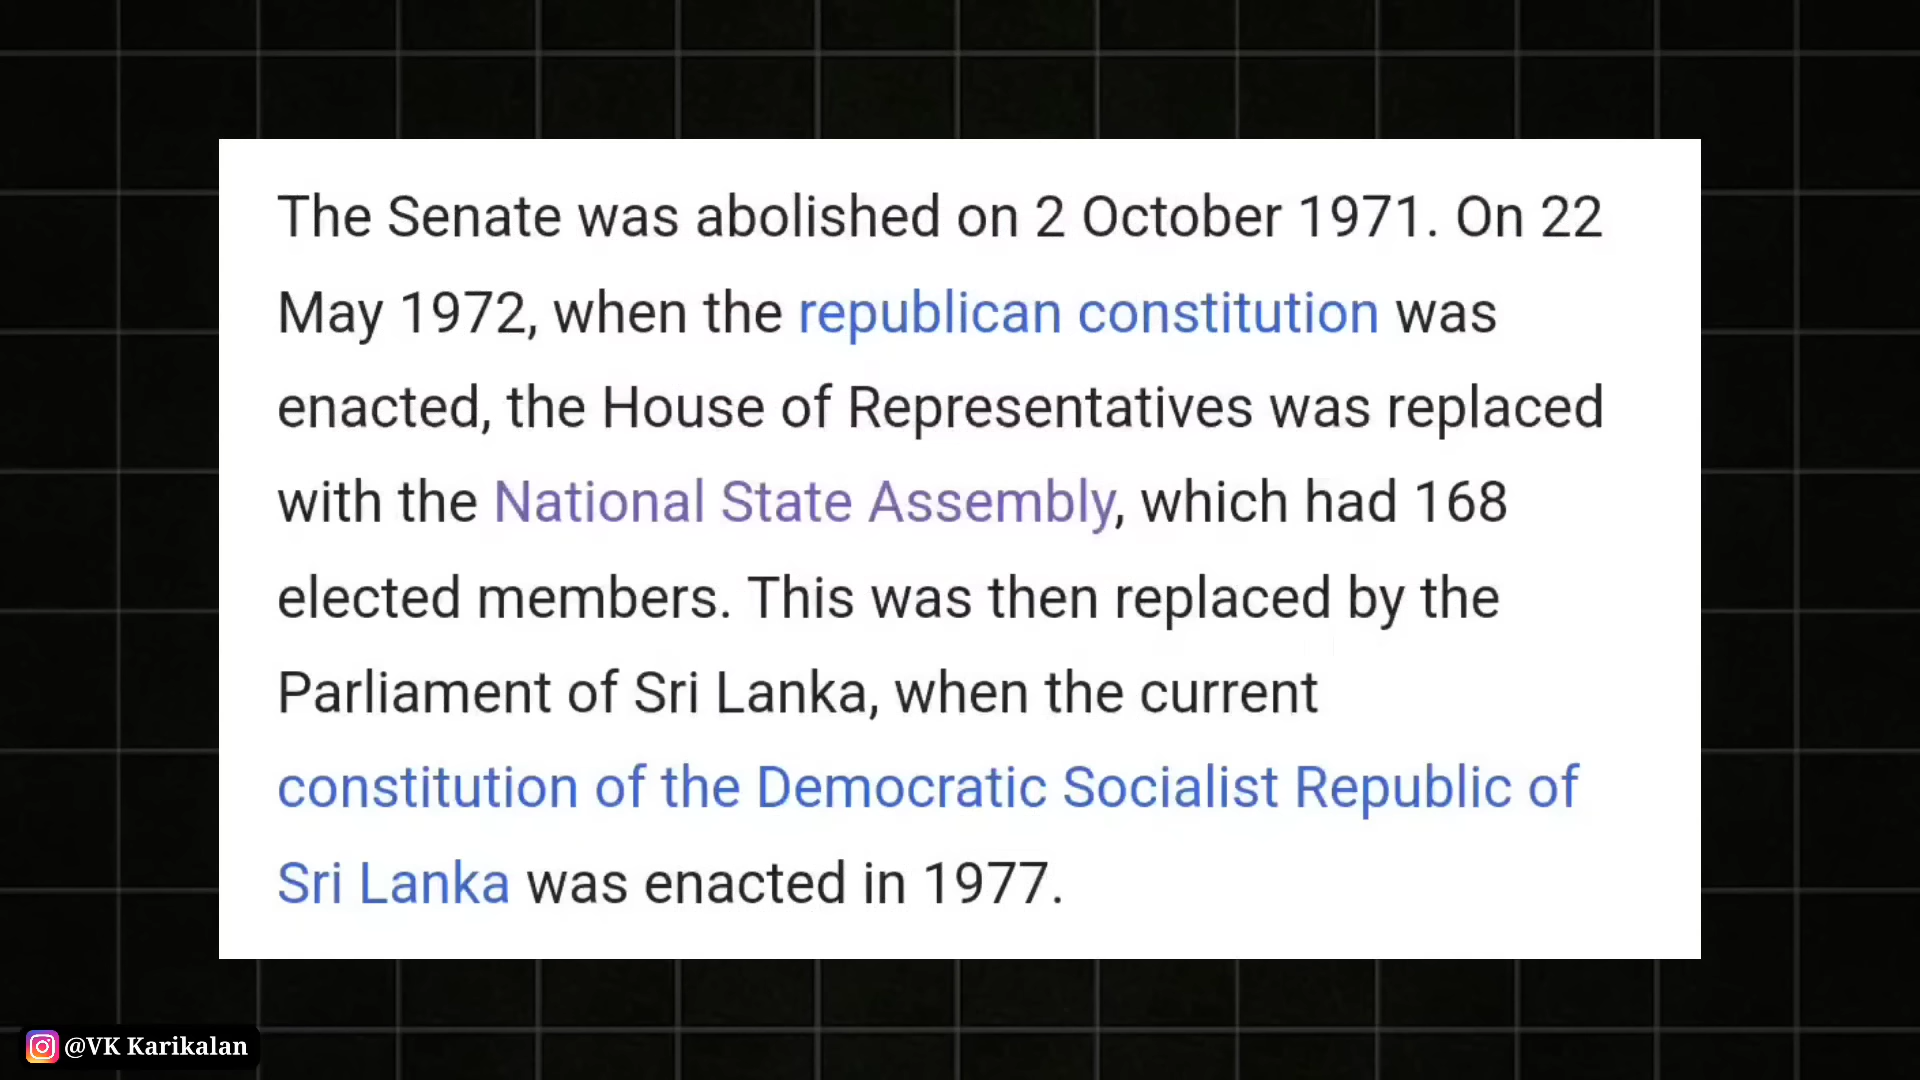 The Senate was abolished on 2 October 1971. On 22
May 1972, when the republican constitution was
enacted, the House of Representatives was replaced
with the National State Assembly, which had 168
elected members. This was then replaced by the
Parliament of Sri Lanka, when the current
constitution of the Democratic Socialist Republic of
Sri Lanka was enacted in 1977.
@VK Karikalan